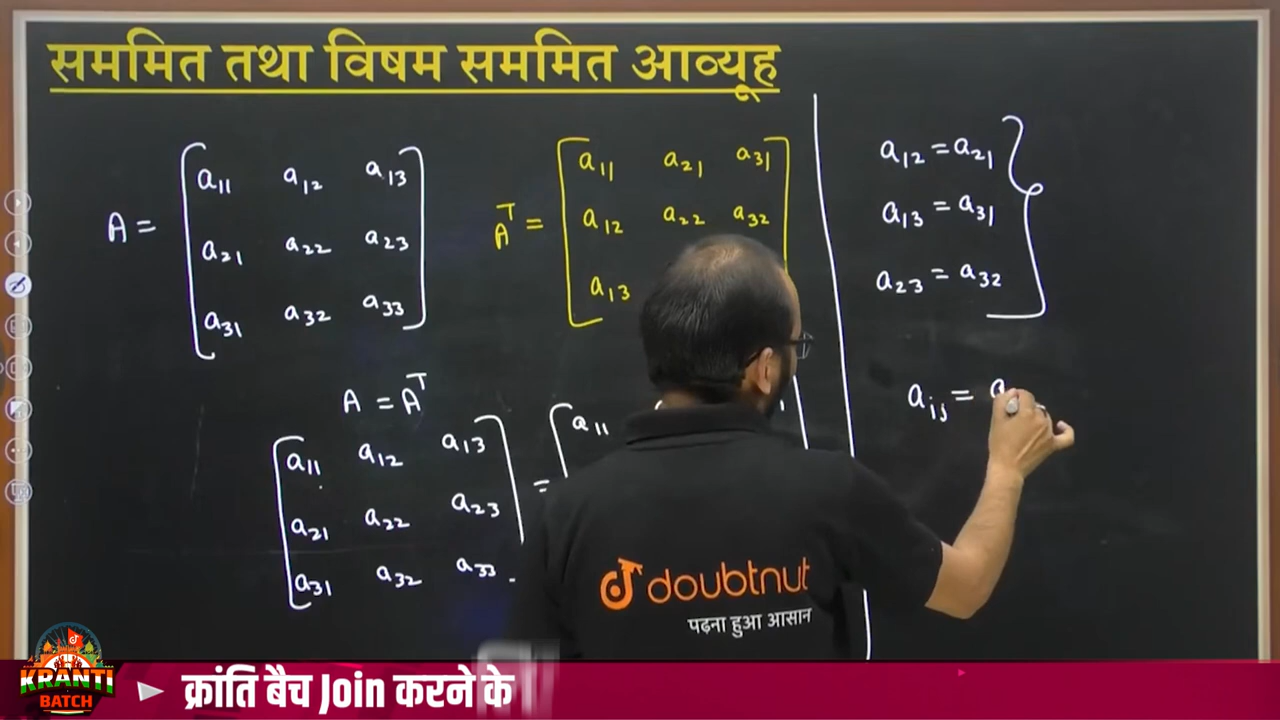 सममित तथा विषम सममित आव्यूह
A = [ a11 a12 a13
a21 a22 a23
a31 a32 a33 ]
A^T = [ a11 a21 a31
a12 a22 a32
a13
a12 = a21
a13 = a31
a23 = a32
aij = a
A = A^T
[ a11 a12 a13
a21 a22 a23
a31 a32 a33 ]
= [ a11
doubtnut
पढ़ना हुआ आसान
KRANTI
BATCH
क्रांति बैच Join करने के